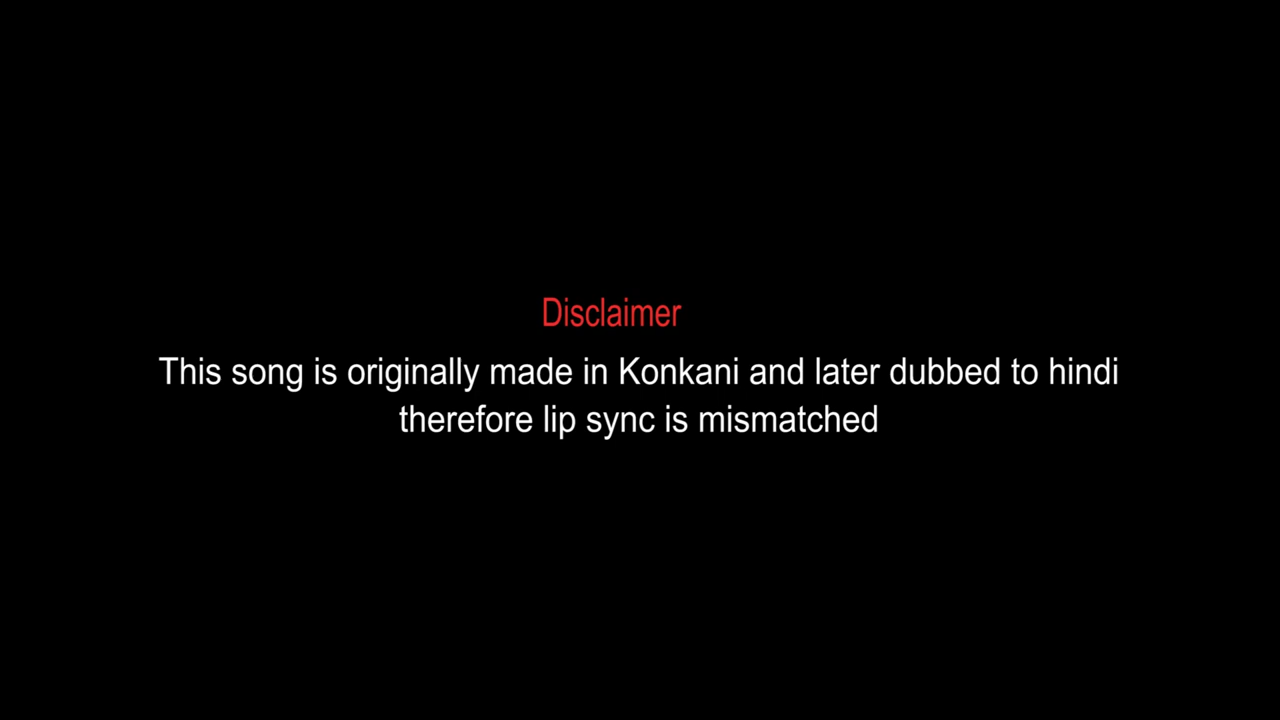 Disclaimer
This song is originally made in Konkani and later dubbed to hindi
therefore lip sync is mismatched